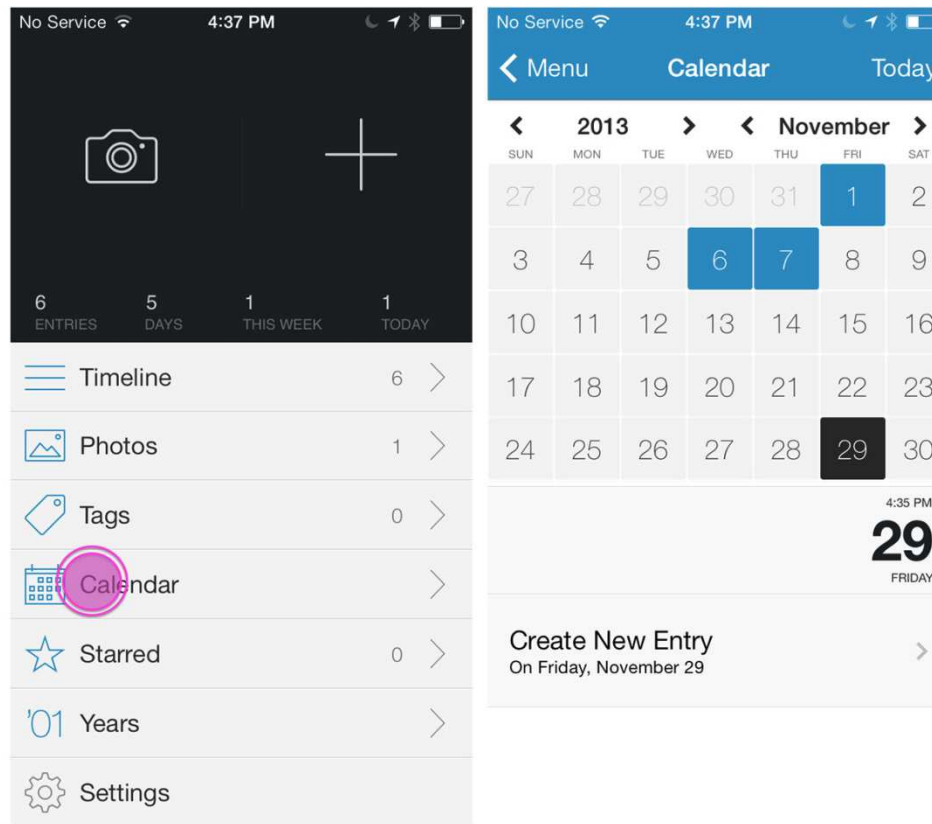 No Service 4:37 PM
6 5 1 1
ENTRIES DAYS THIS WEEK TODAY
Timeline 6
Photos 1
Tags 0
Calendar
Starred 0
'01 Years
Settings
No Service 4:37 PM
Menu Calendar Today
2013 November
SUN MON TUE WED THU FRI SAT
27 28 29 30 31 1 2
3 4 5 6 7 8 9
10 11 12 13 14 15 16
17 18 19 20 21 22 23
24 25 26 27 28 29 30
4:35 PM
29
FRIDAY
Create New Entry
On Friday, November 29